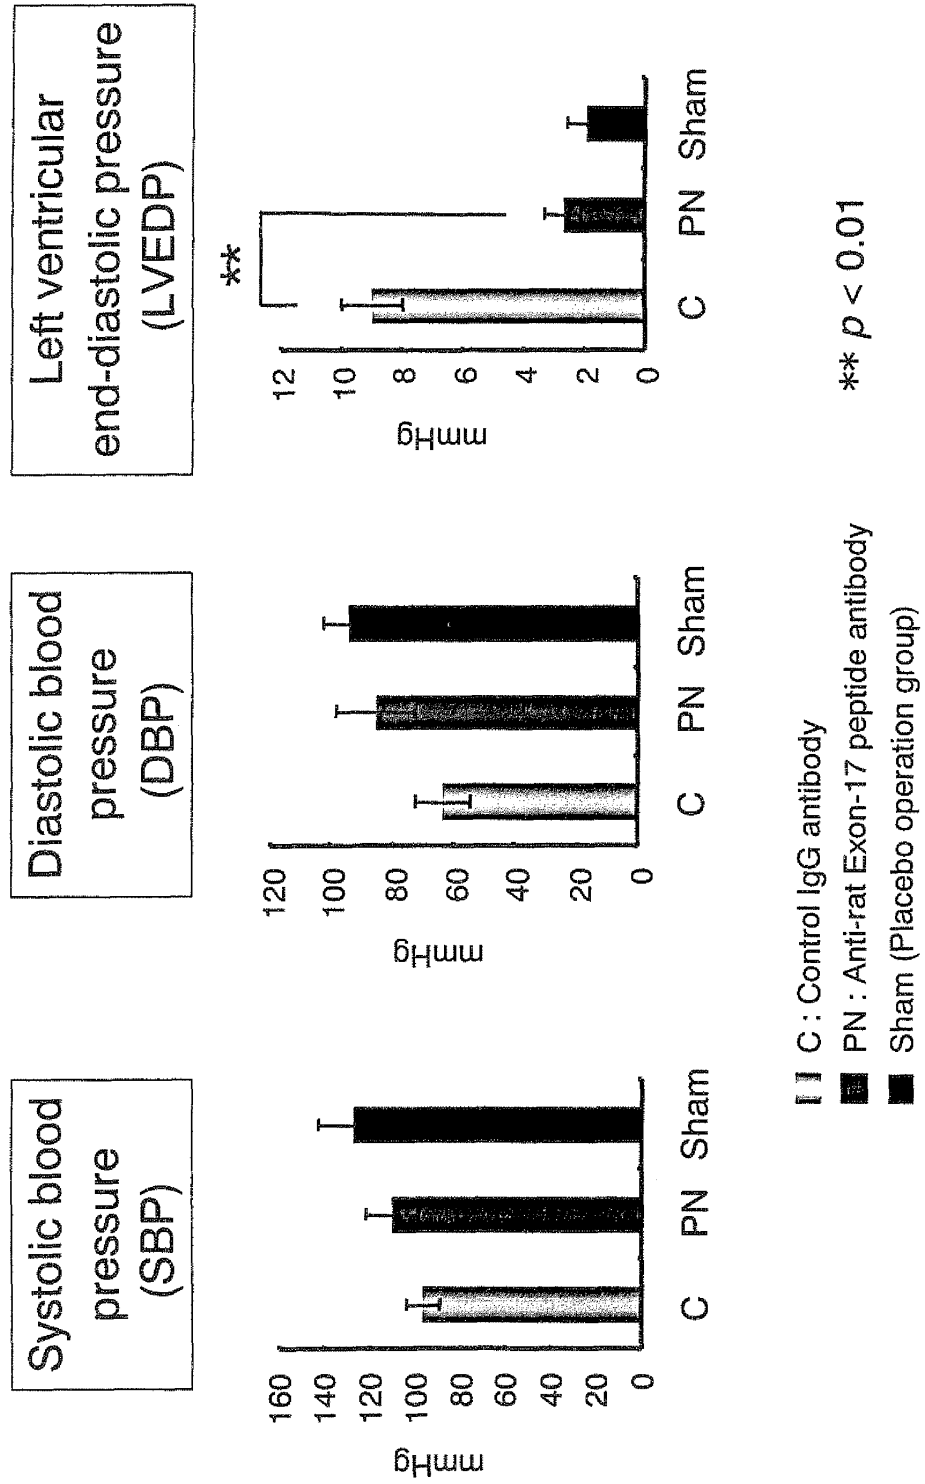 Systolic blood
pressure
(SBP)
mmHg
160
140
120
100
80
60
40
20
0
C PN Sham
Diastolic blood
pressure
(DBP)
mmHg
120
100
80
60
40
20
0
C PN Sham
Left ventricular
end-diastolic pressure
(LVEDP)
**
mmHg
12
10
8
6
4
2
0
C PN Sham
C : Control IgG antibody
PN : Anti-rat Exon-17 peptide antibody
Sham (Placebo operation group)
** p < 0.01